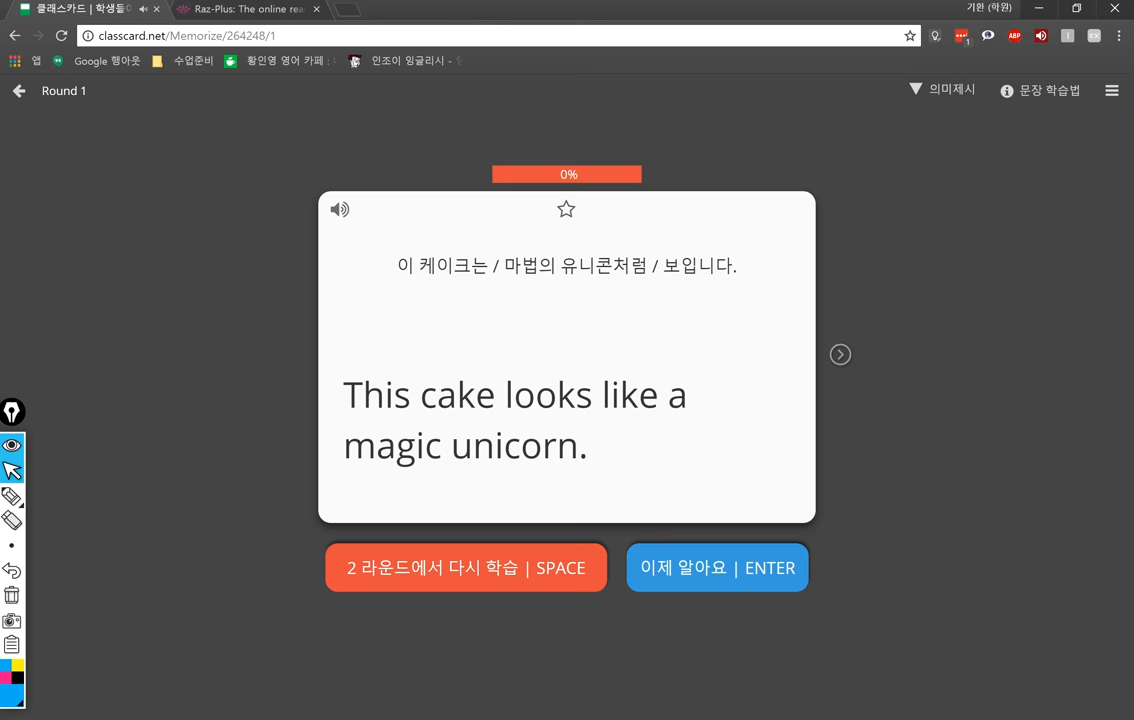 클래스카드 | 학생들이
Raz-Plus: The online rea
기환 (학원)
classcard.net/Memorize/264248/1
ABP
1
앱
Google 행아웃
수업준비
황인영 영어 카페 :
인조이 잉글리시 -
Round 1
의미제시
문장 학습법
0%
이 케이크는 / 마법의 유니콘처럼 / 보입니다.
This cake looks like a
magic unicorn.
2 라운드에서 다시 학습 | SPACE
이제 알아요 | ENTER